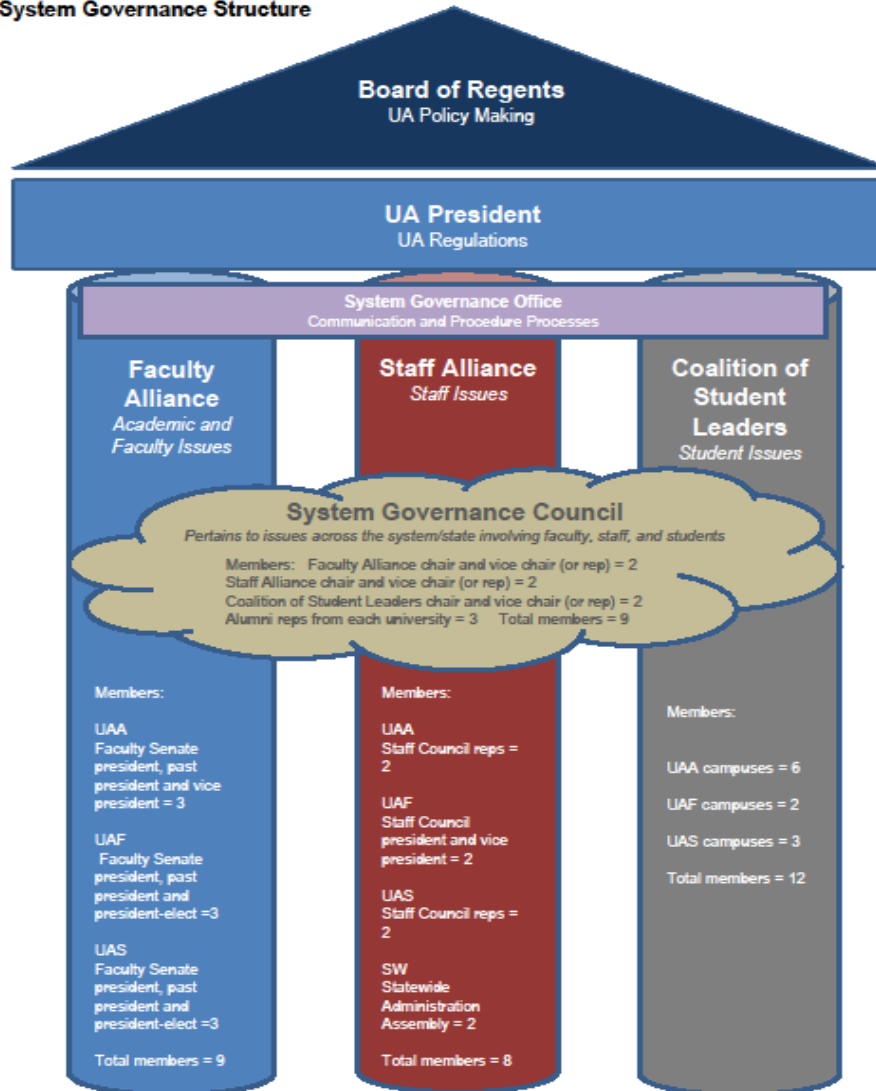 System Governance Structure
Board of Regents
UA Policy Making
UA President
UA Regulations
System Governance Office
Communication and Procedure Processes
Faculty
Alliance
Academic and
Faculty Issues
Staff Alliance
Staff Issues
Coalition of
Student
Leaders
Student Issues
System Governance Council
Pertains to issues across the system/state involving faculty, staff, and students
Members: Faculty Alliance chair and vice chair (or rep) = 2
Staff Alliance chair and vice chair (or rep) = 2
Coalition of Student Leaders chair and vice chair (or rep) = 2
Alumni reps from each university = 3 Total members = 9
Members:
UAA
Faculty Senate
president, past
president and vice
president = 3
UAF
Faculty Senate
president, past
president and
president-elect =3
UAS
Faculty Senate
president, past
president and
president-elect =3
Total members = 9
Members:
UAA
Staff Council reps =
2
UAF
Staff Council
president and vice
president = 2
UAS
Staff Council reps =
2
SW
Statewide
Administration
Assembly = 2
Total members = 8
Members:
UAA campuses = 6
UAF campuses = 2
UAS campuses = 3
Total members = 12